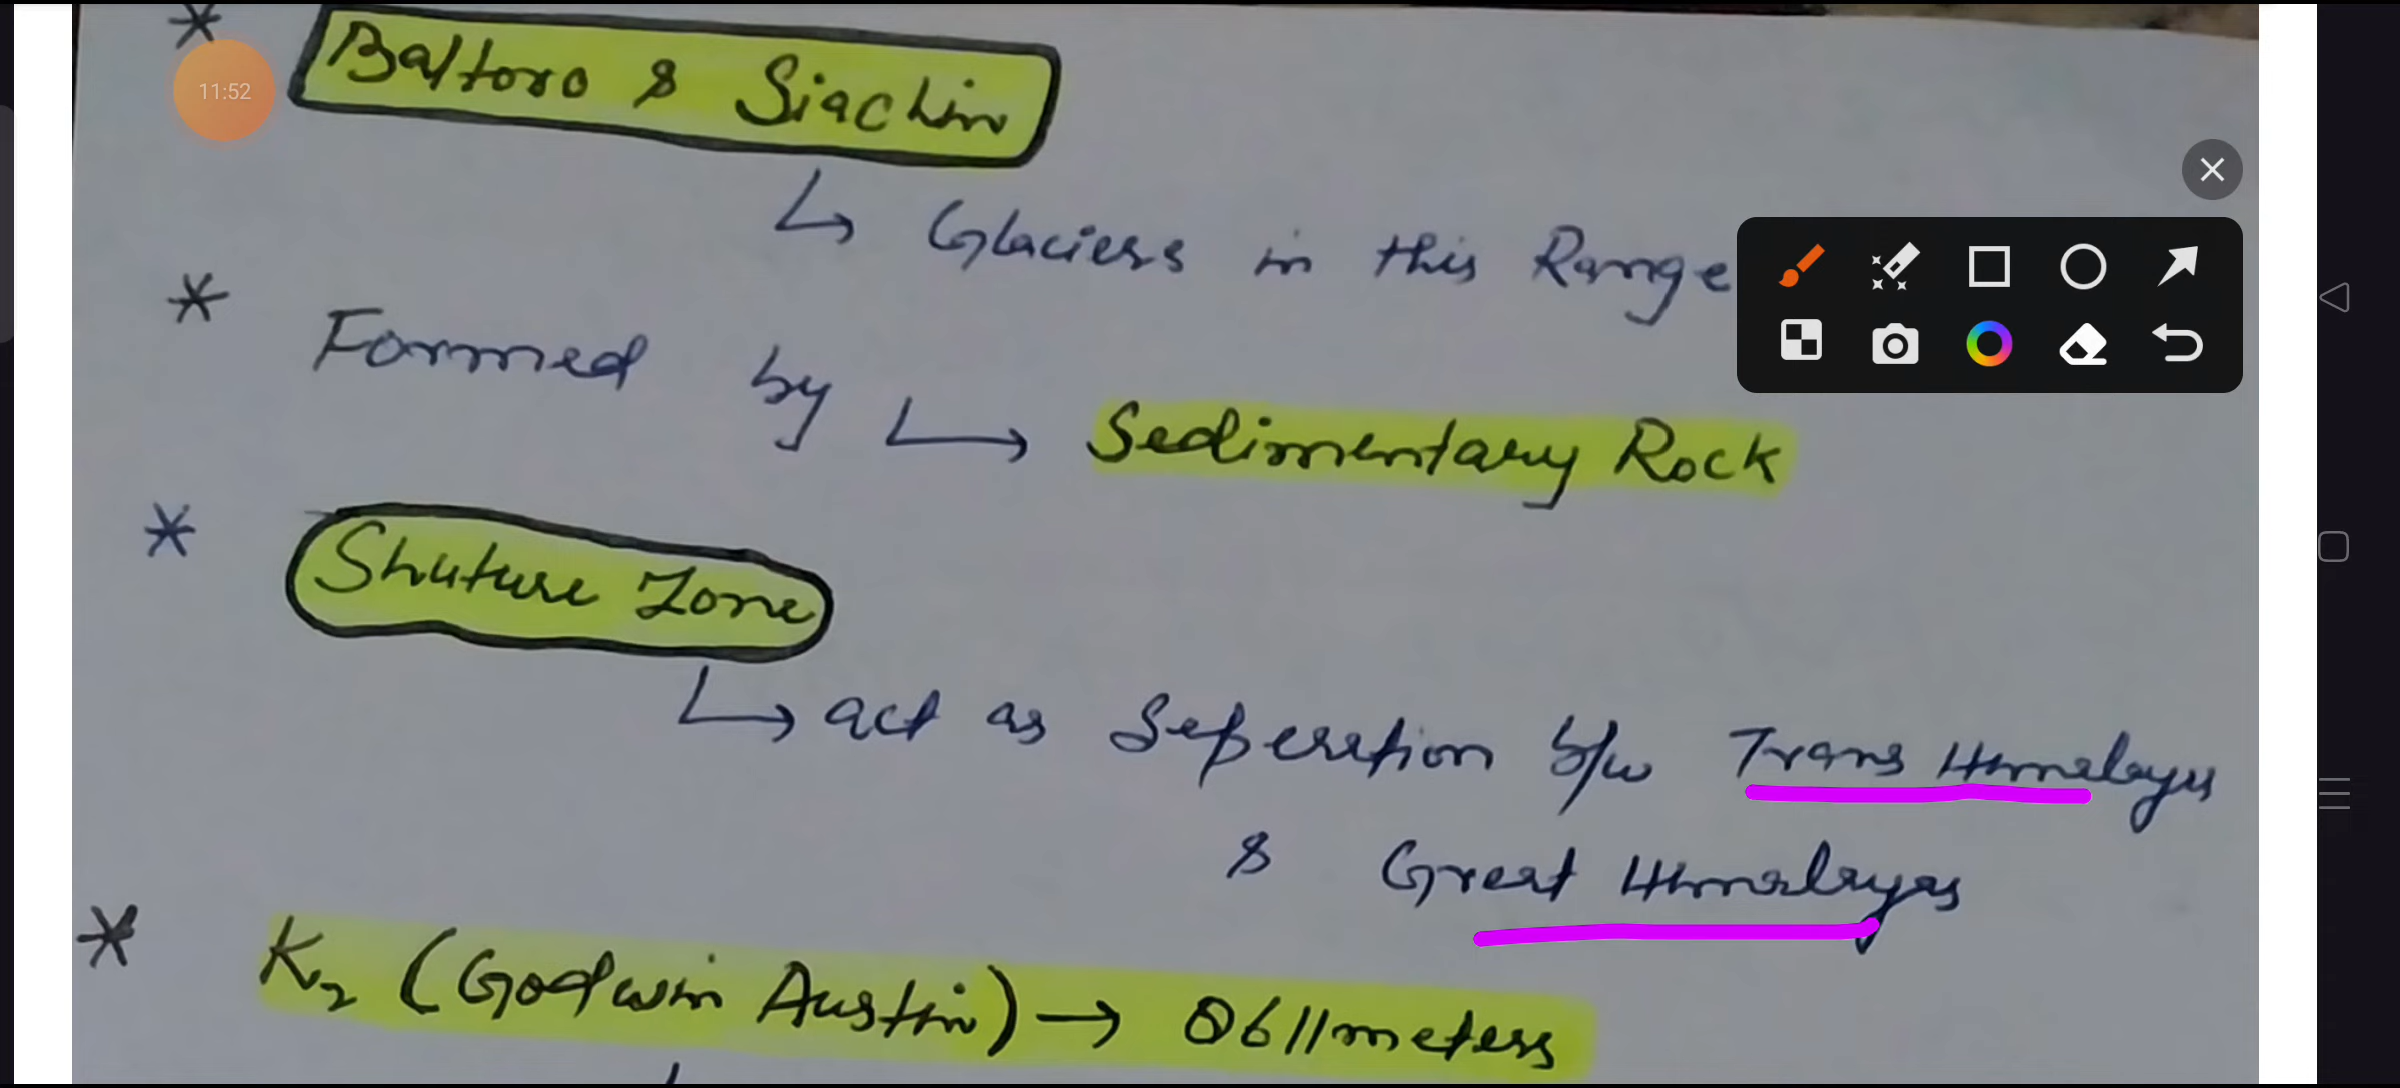 * Baltoro & Siachin
11:52
↳ Glaciers in this Range
* Formed by ↳ Sedimentary Rock
* Shuture Zone
↳ act as Seperation b/w Trans Himalayas
& Great Himalayas
* K2 (Godwin Austin) → 8611 meters